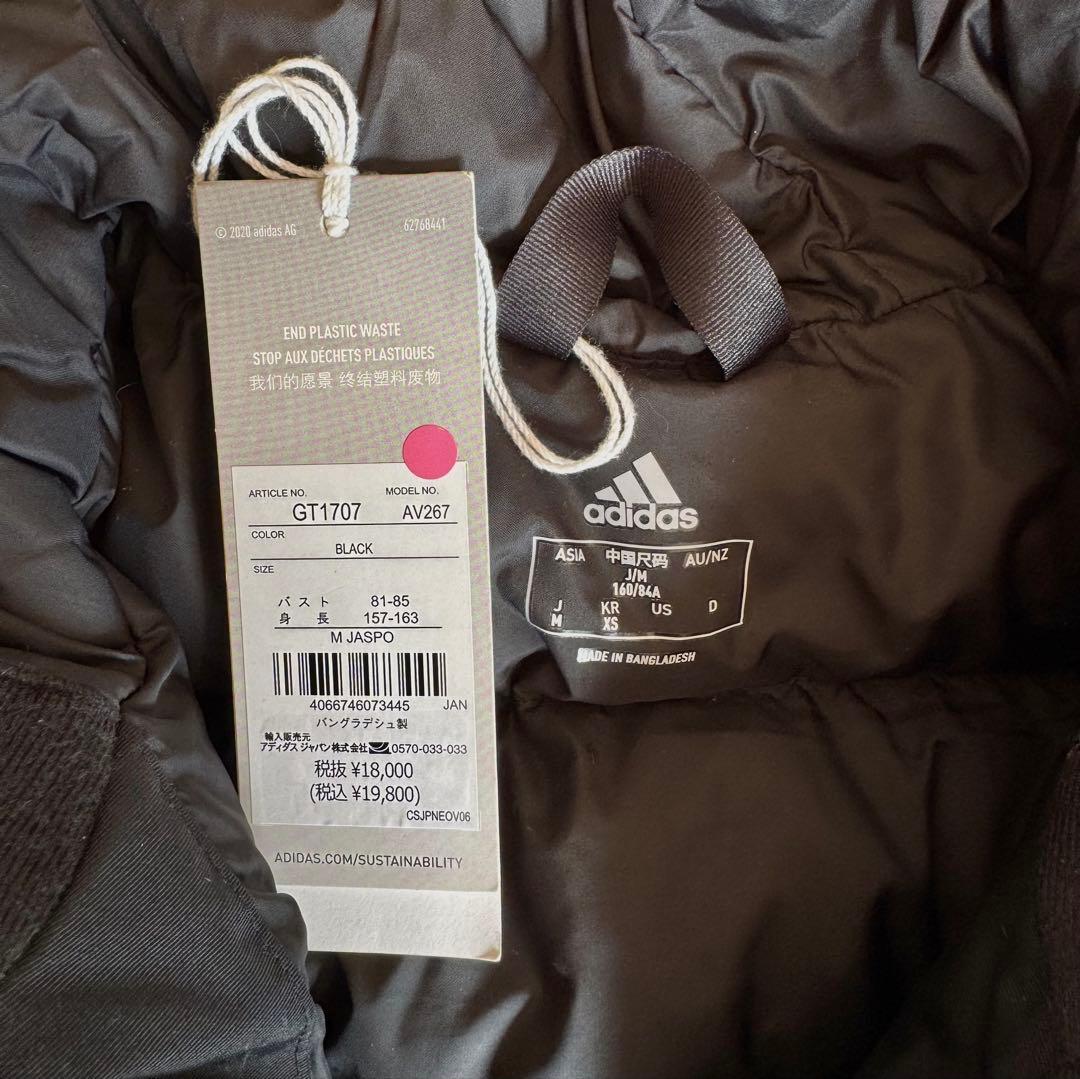 © 2020 adidas AG 62768441
END PLASTIC WASTE
STOP AUX DÉCHETS PLASTIQUES
我们的愿景 终结塑料废物
ARTICLE NO. MODEL NO.
GT1707 AV267
COLOR
BLACK
SIZE
バスト 81-85
身長 157-163
M JASPO
4066746073445 JAN
バングラデシュ製
輸入販売元
アディダス ジャパン株式会社 0570-033-033
税抜 ¥18,000
(税込 ¥19,800)
CSJPNEOV06
ADIDAS.COM/SUSTAINABILITY
adidas
ASIA 中国尺码 AU/NZ
J/M
160/84A
J KR US D
M XS
MADE IN BANGLADESH